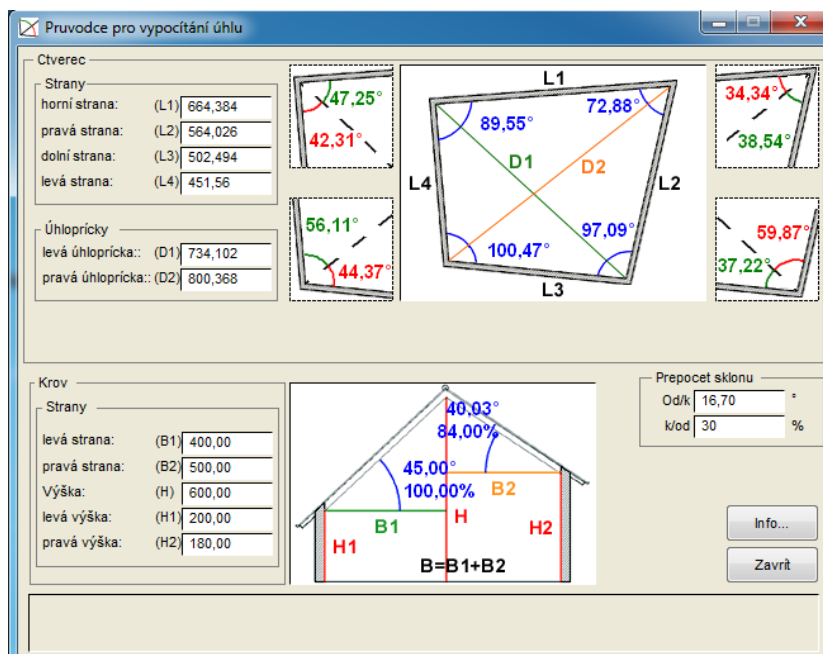 Pruvodce pro vypocítání úhlu
Ctverec
Strany
horní strana: (L1) 664,384
pravá strana: (L2) 564,026
dolní strana: (L3) 502,494
levá strana: (L4) 451,56
Úhloprícky
levá úhloprícka:: (D1) 734,102
pravá úhloprícka:: (D2) 800,368
47,25°
42,31°
56,11°
44,37°
L1
89,55°
72,88°
D1
D2
L4
L2
100,47°
97,09°
L3
34,34°
38,54°
59,87°
37,22°
Krov
Strany
levá strana: (B1) 400,00
pravá strana: (B2) 500,00
Výška: (H) 600,00
levá výška: (H1) 200,00
pravá výška: (H2) 180,00
40,03°
84,00%
45,00°
100,00%
B2
B1
H
H1
H2
B=B1+B2
Prepocet sklonu
Od/k 16,70 °
k/od 30 %
Info...
Zavrít